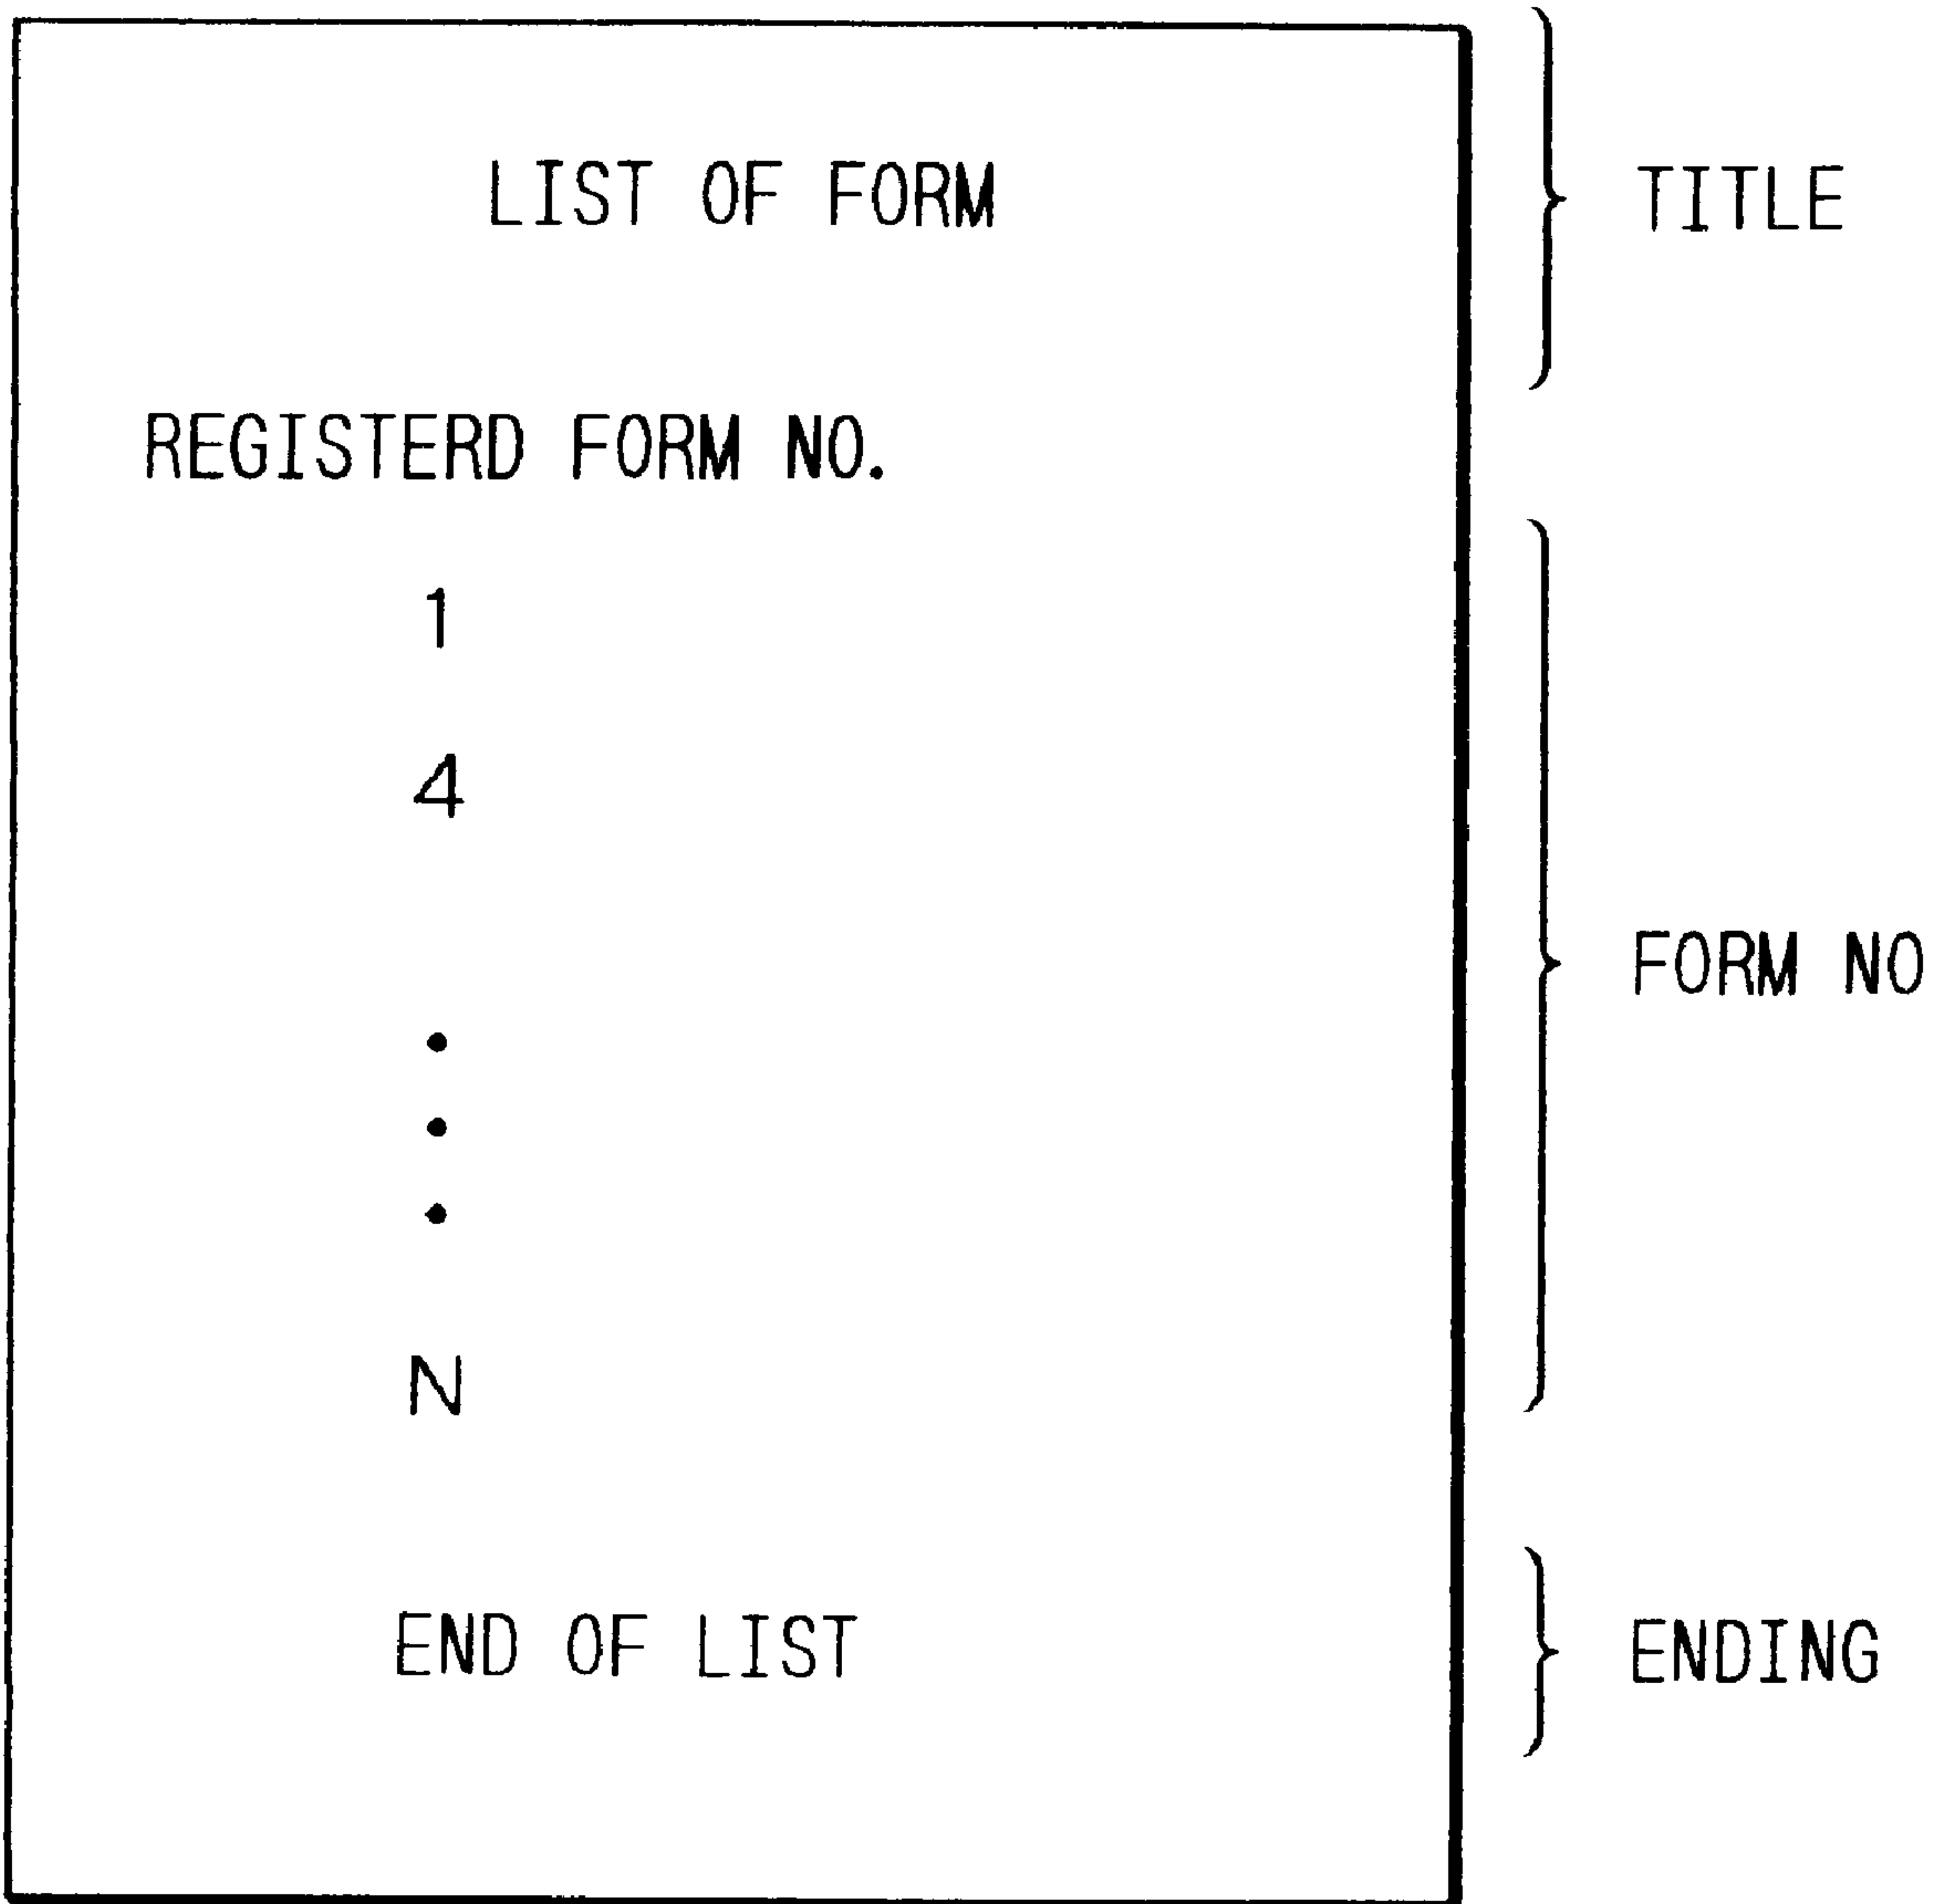 LIST OF FORM
TITLE
REGISTERD FORM NO.
1
4
FORM NO
N
END OF LIST
ENDING